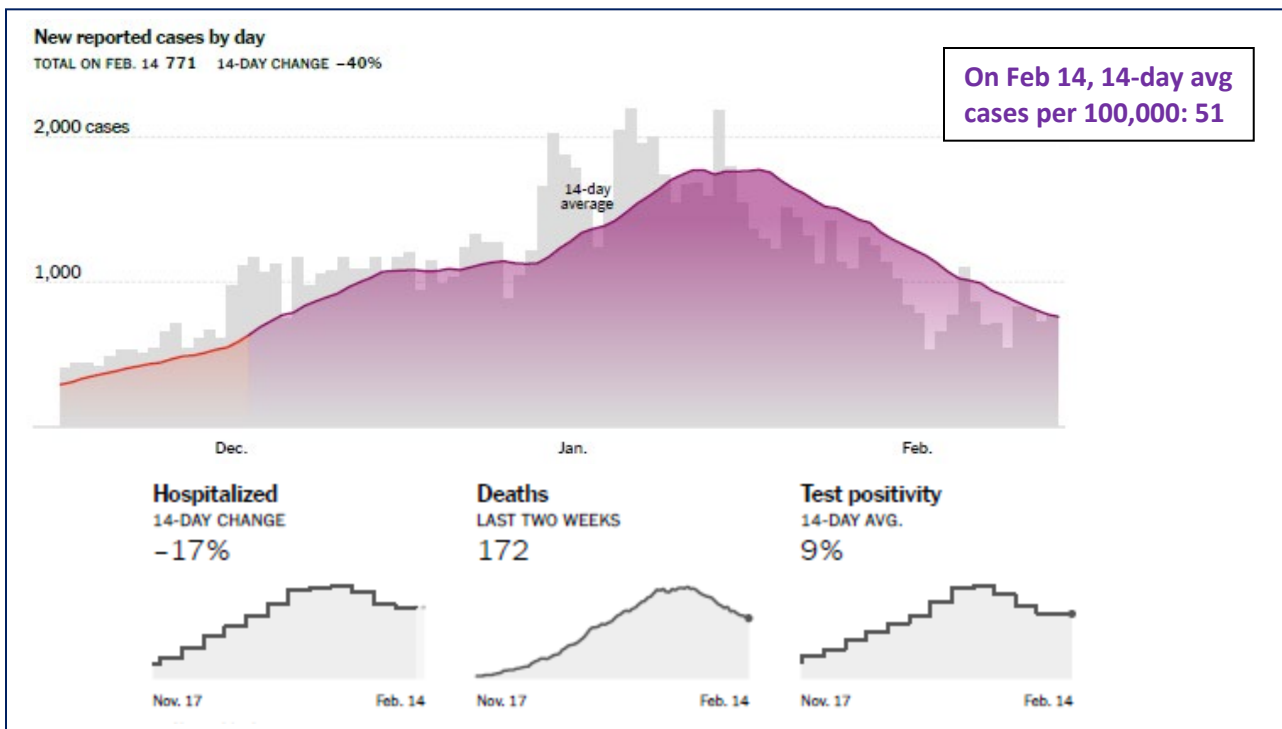 New reported cases by day
TOTAL ON FEB. 14 771 14-DAY CHANGE –40%
On Feb 14, 14-day avg
cases per 100,000: 51
2,000 cases
14-day
average
1,000
Dec. Jan. Feb.
Hospitalized
14-DAY CHANGE
–17%
Nov. 17 Feb. 14
Deaths
LAST TWO WEEKS
172
Nov. 17 Feb. 14
Test positivity
14-DAY AVG.
9%
Nov. 17 Feb. 14